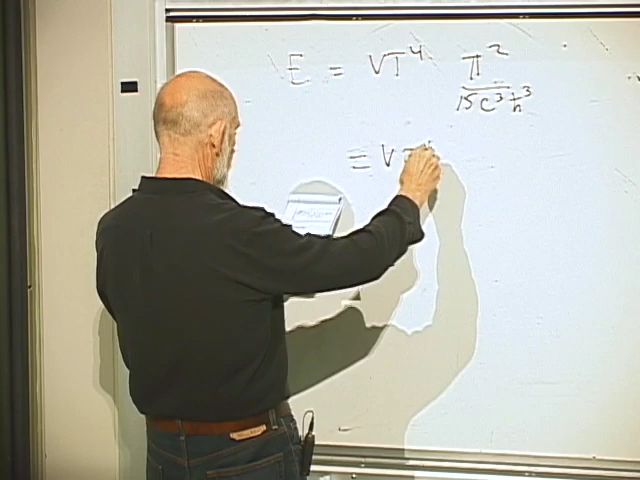 E = VT⁴ π²/15c³ħ³
≡ VT